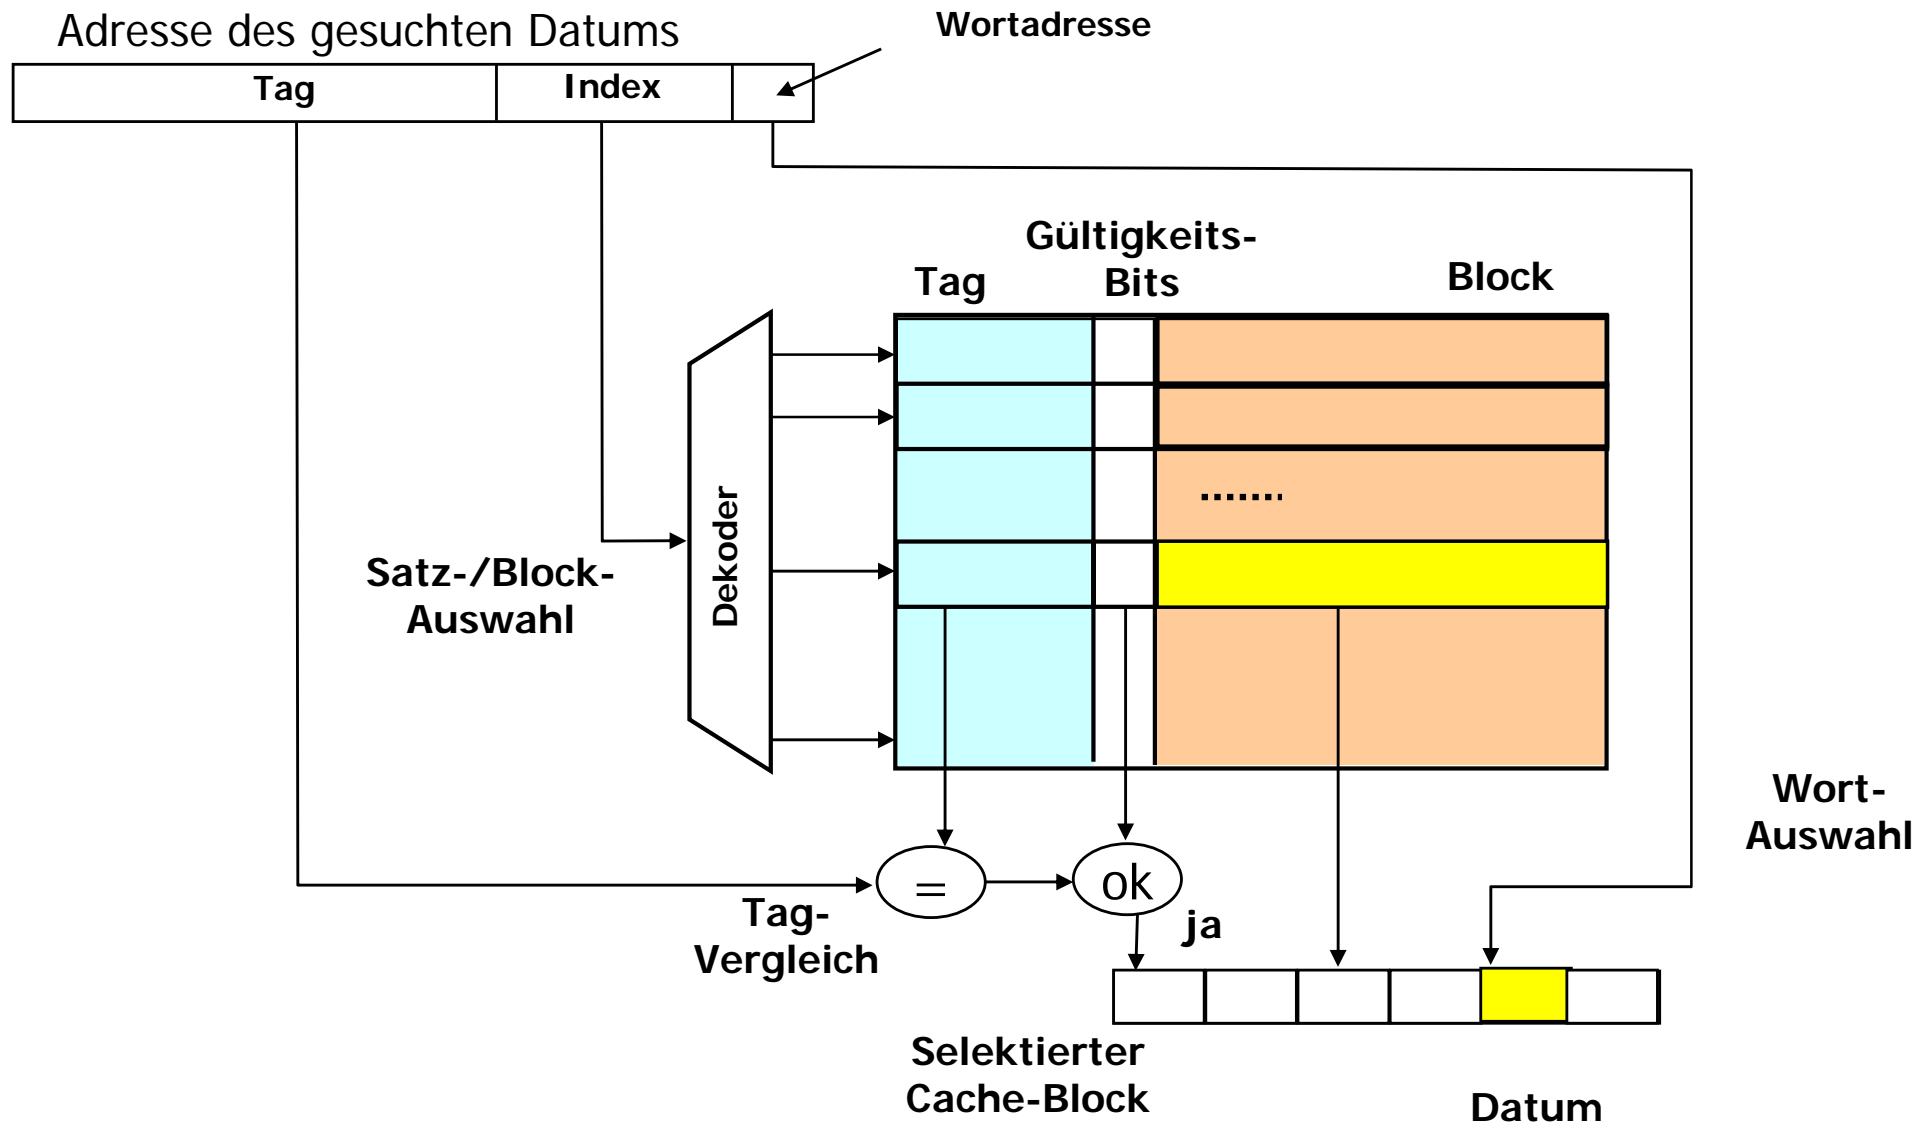 Adresse des gesuchten Datums
Wortadresse
Tag
Index
Gültigkeits-
Bits
Tag
Block
Dekoder
.......
Satz-/Block-
Auswahl
Wort-
Auswahl
=
ok
ja
Tag-
Vergleich
Selektierter
Cache-Block
Datum